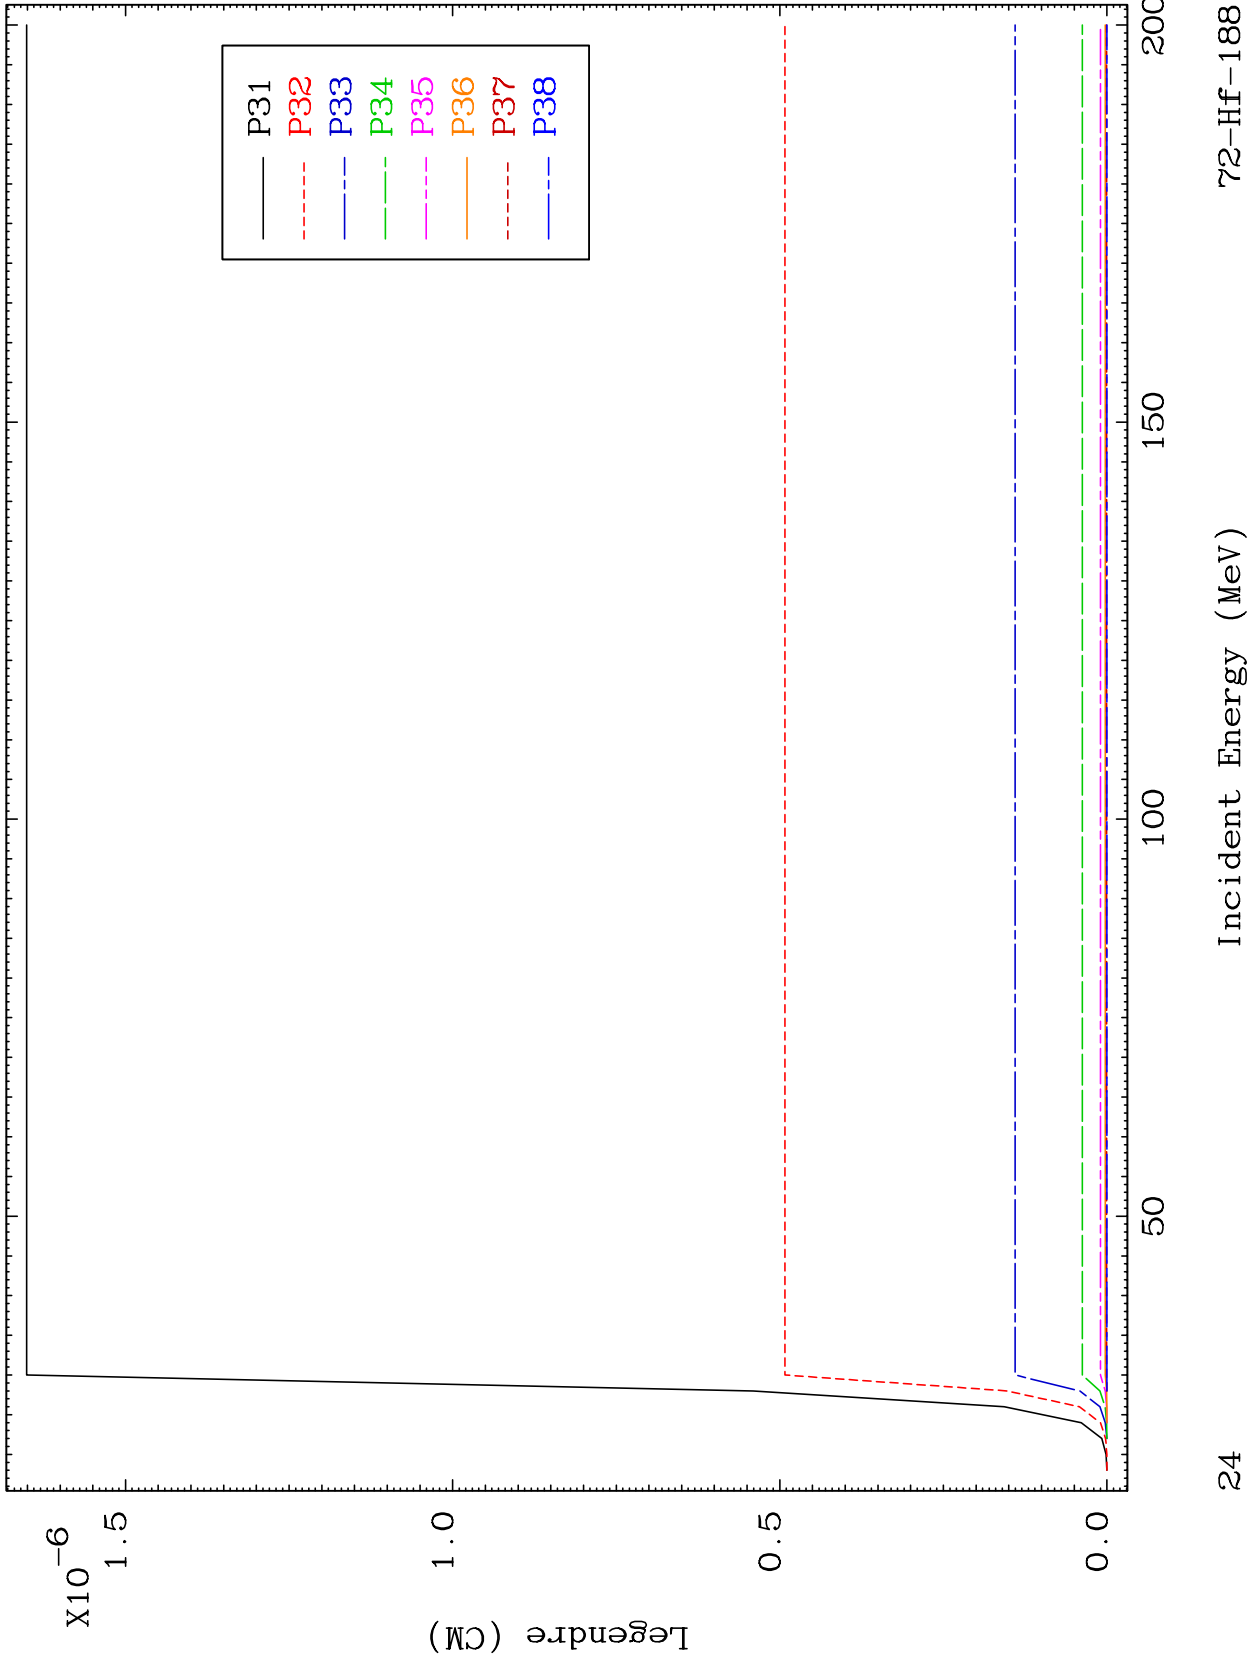 X10-6
1.5
1.0
0.5
0.0
Legendre (CM)
P31
P32
P33
P34
P35
P36
P37
P38
50
100
150
200
Incident Energy (MeV)
24
72-Hf-188